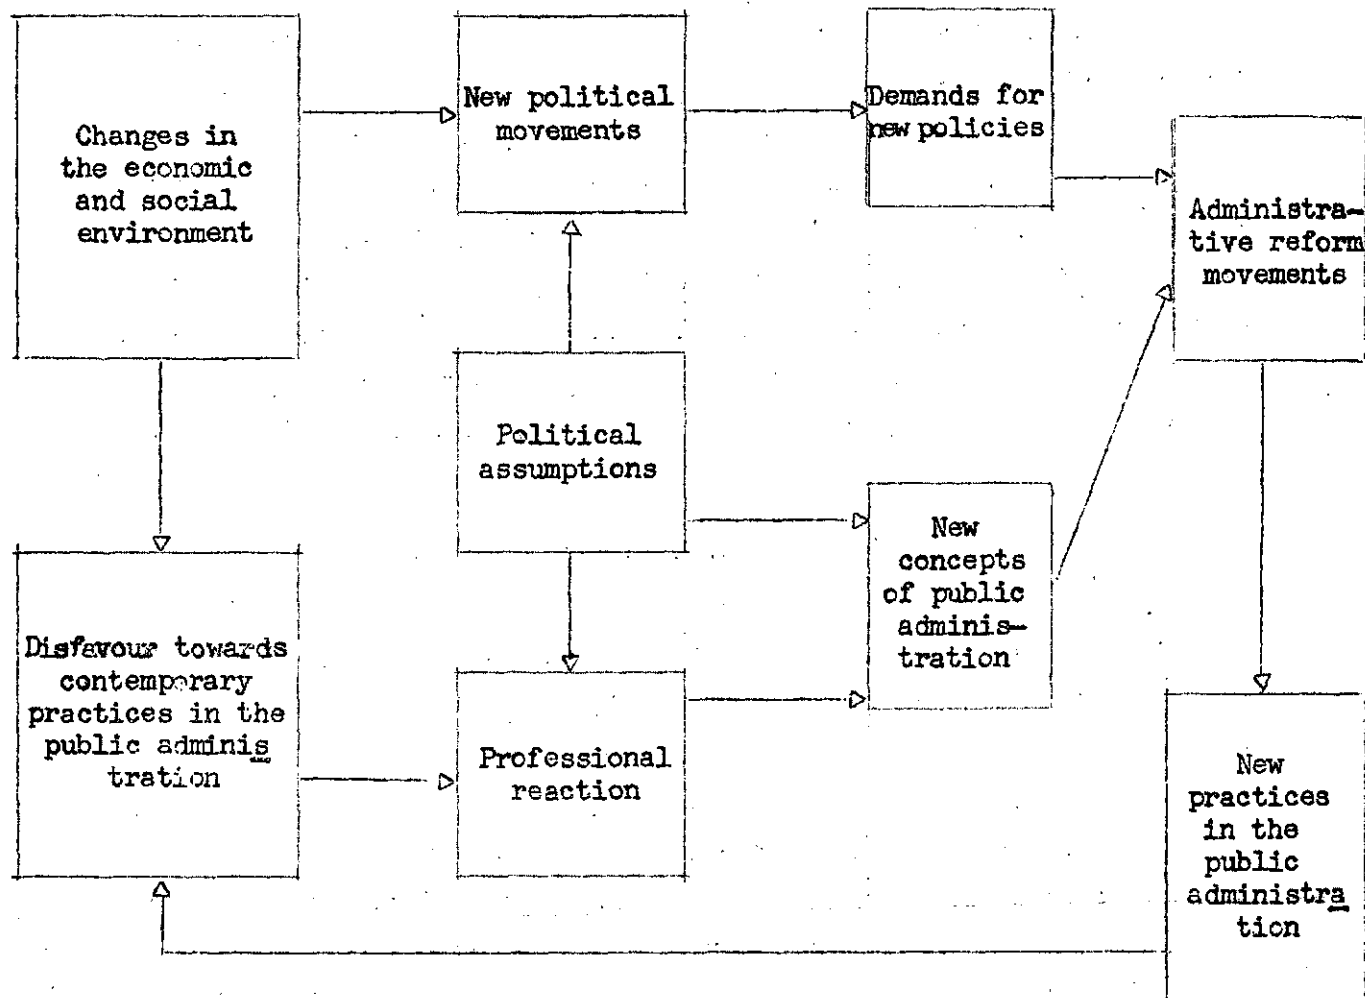 Changes in
the economic
and social
environment
New political
movements
Demands for
new policies
Administra-
tive reform
movements
Political
assumptions
New
concepts
of public
adminis-
tration
Disfavour towards
contemporary
practices in the
public adminis
tration
Professional
reaction
New
practices
in the
public
administra
tion